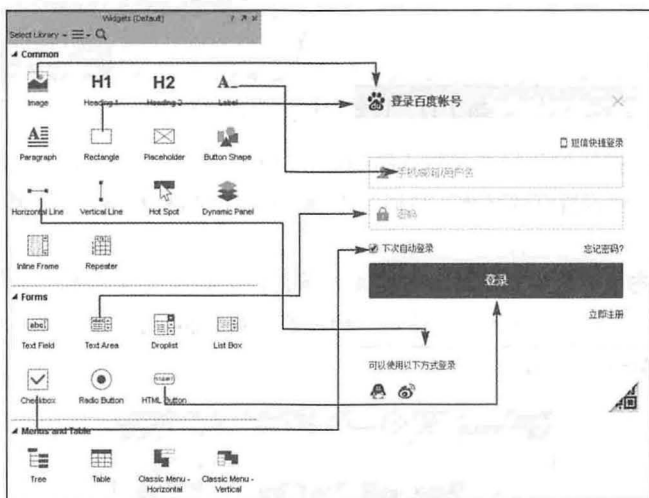 Widgets (Default)
Select Library
Common
Image
Heading 1
Heading 2
Label
H1
H2
A_
Paragraph
Rectangle
Placeholder
Button Shape
Horizontal Line
Vertical Line
Hot Spot
Dynamic Panel
Inline Frame
Repeater
Forms
Text Field
Text Area
Droplist
List Box
Checkbox
Radio Button
HTML Button
Menus and Table
Tree
Table
Classic Menu - Horizontal
Classic Menu - Vertical
登录百度帐号
短信快捷登录
手机/邮箱/用户名
密码
下次自动登录
忘记密码?
登录
立即注册
可以使用以下方式登录